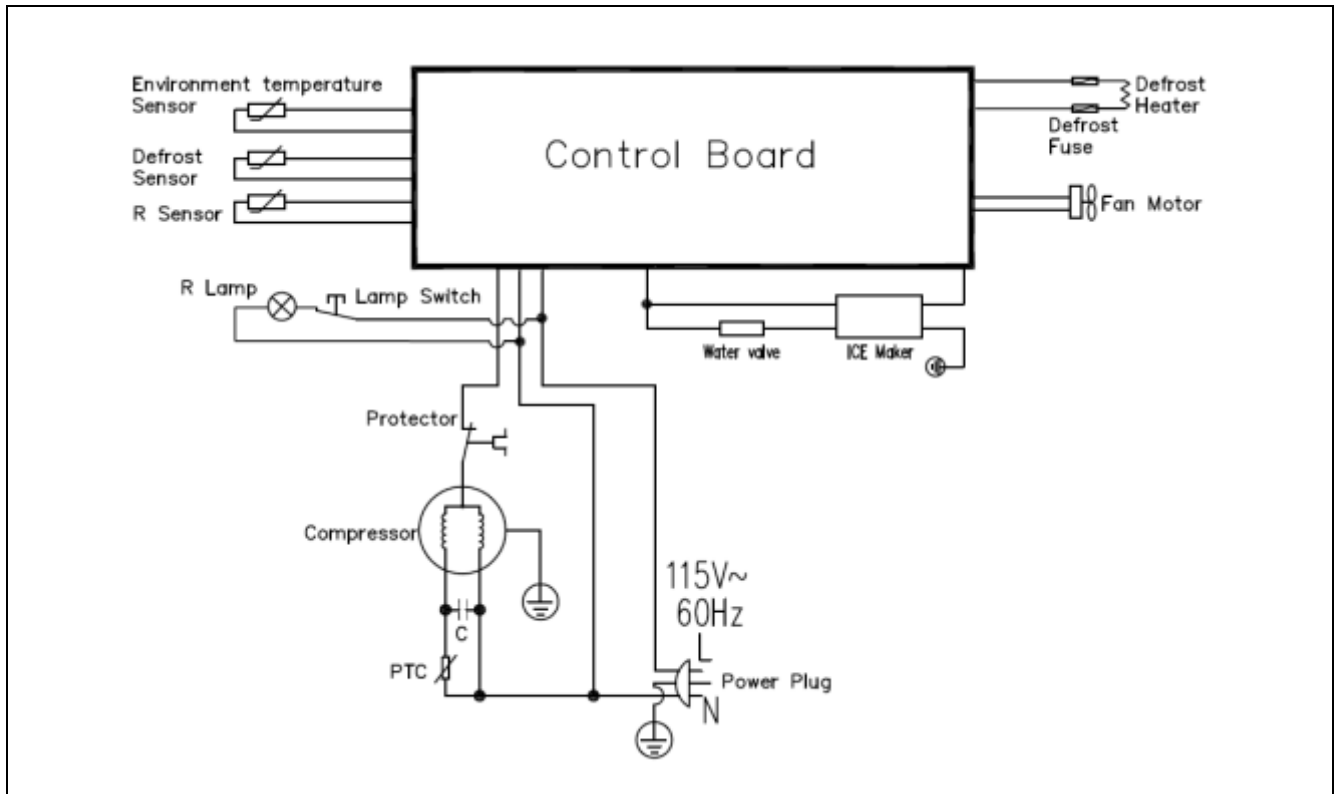 Environment temperature
Sensor
Defrost
Sensor
R Sensor
Control Board
Defrost
Heater
Defrost
Fuse
Fan Motor
R Lamp
Lamp Switch
Water valve
ICE Maker
Protector
Compressor
C
PTC
115V~
60Hz
L
Power Plug
N